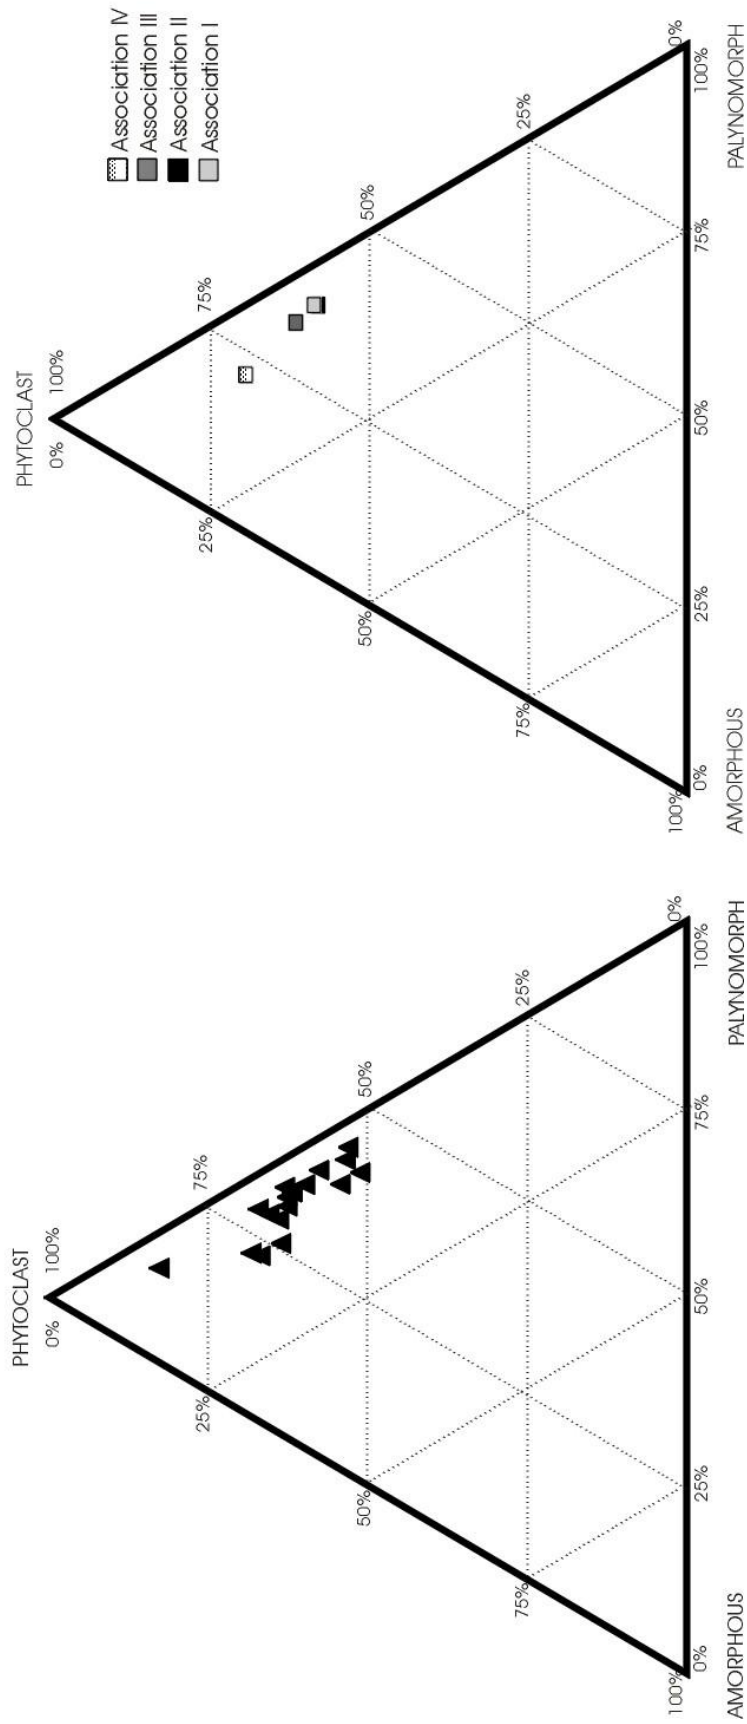 PHYTOCLAST
0% 100%
25% 75%
50% 50%
75% 25%
100% 0%
0% 25% 50% 75% 100%
AMORPHOUS PALYNOMORPH
Association IV
Association III
Association II
Association I
PHYTOCLAST
0% 100%
25% 75%
50% 50%
75% 25%
100% 0%
0% 25% 50% 75% 100%
AMORPHOUS PALYNOMORPH